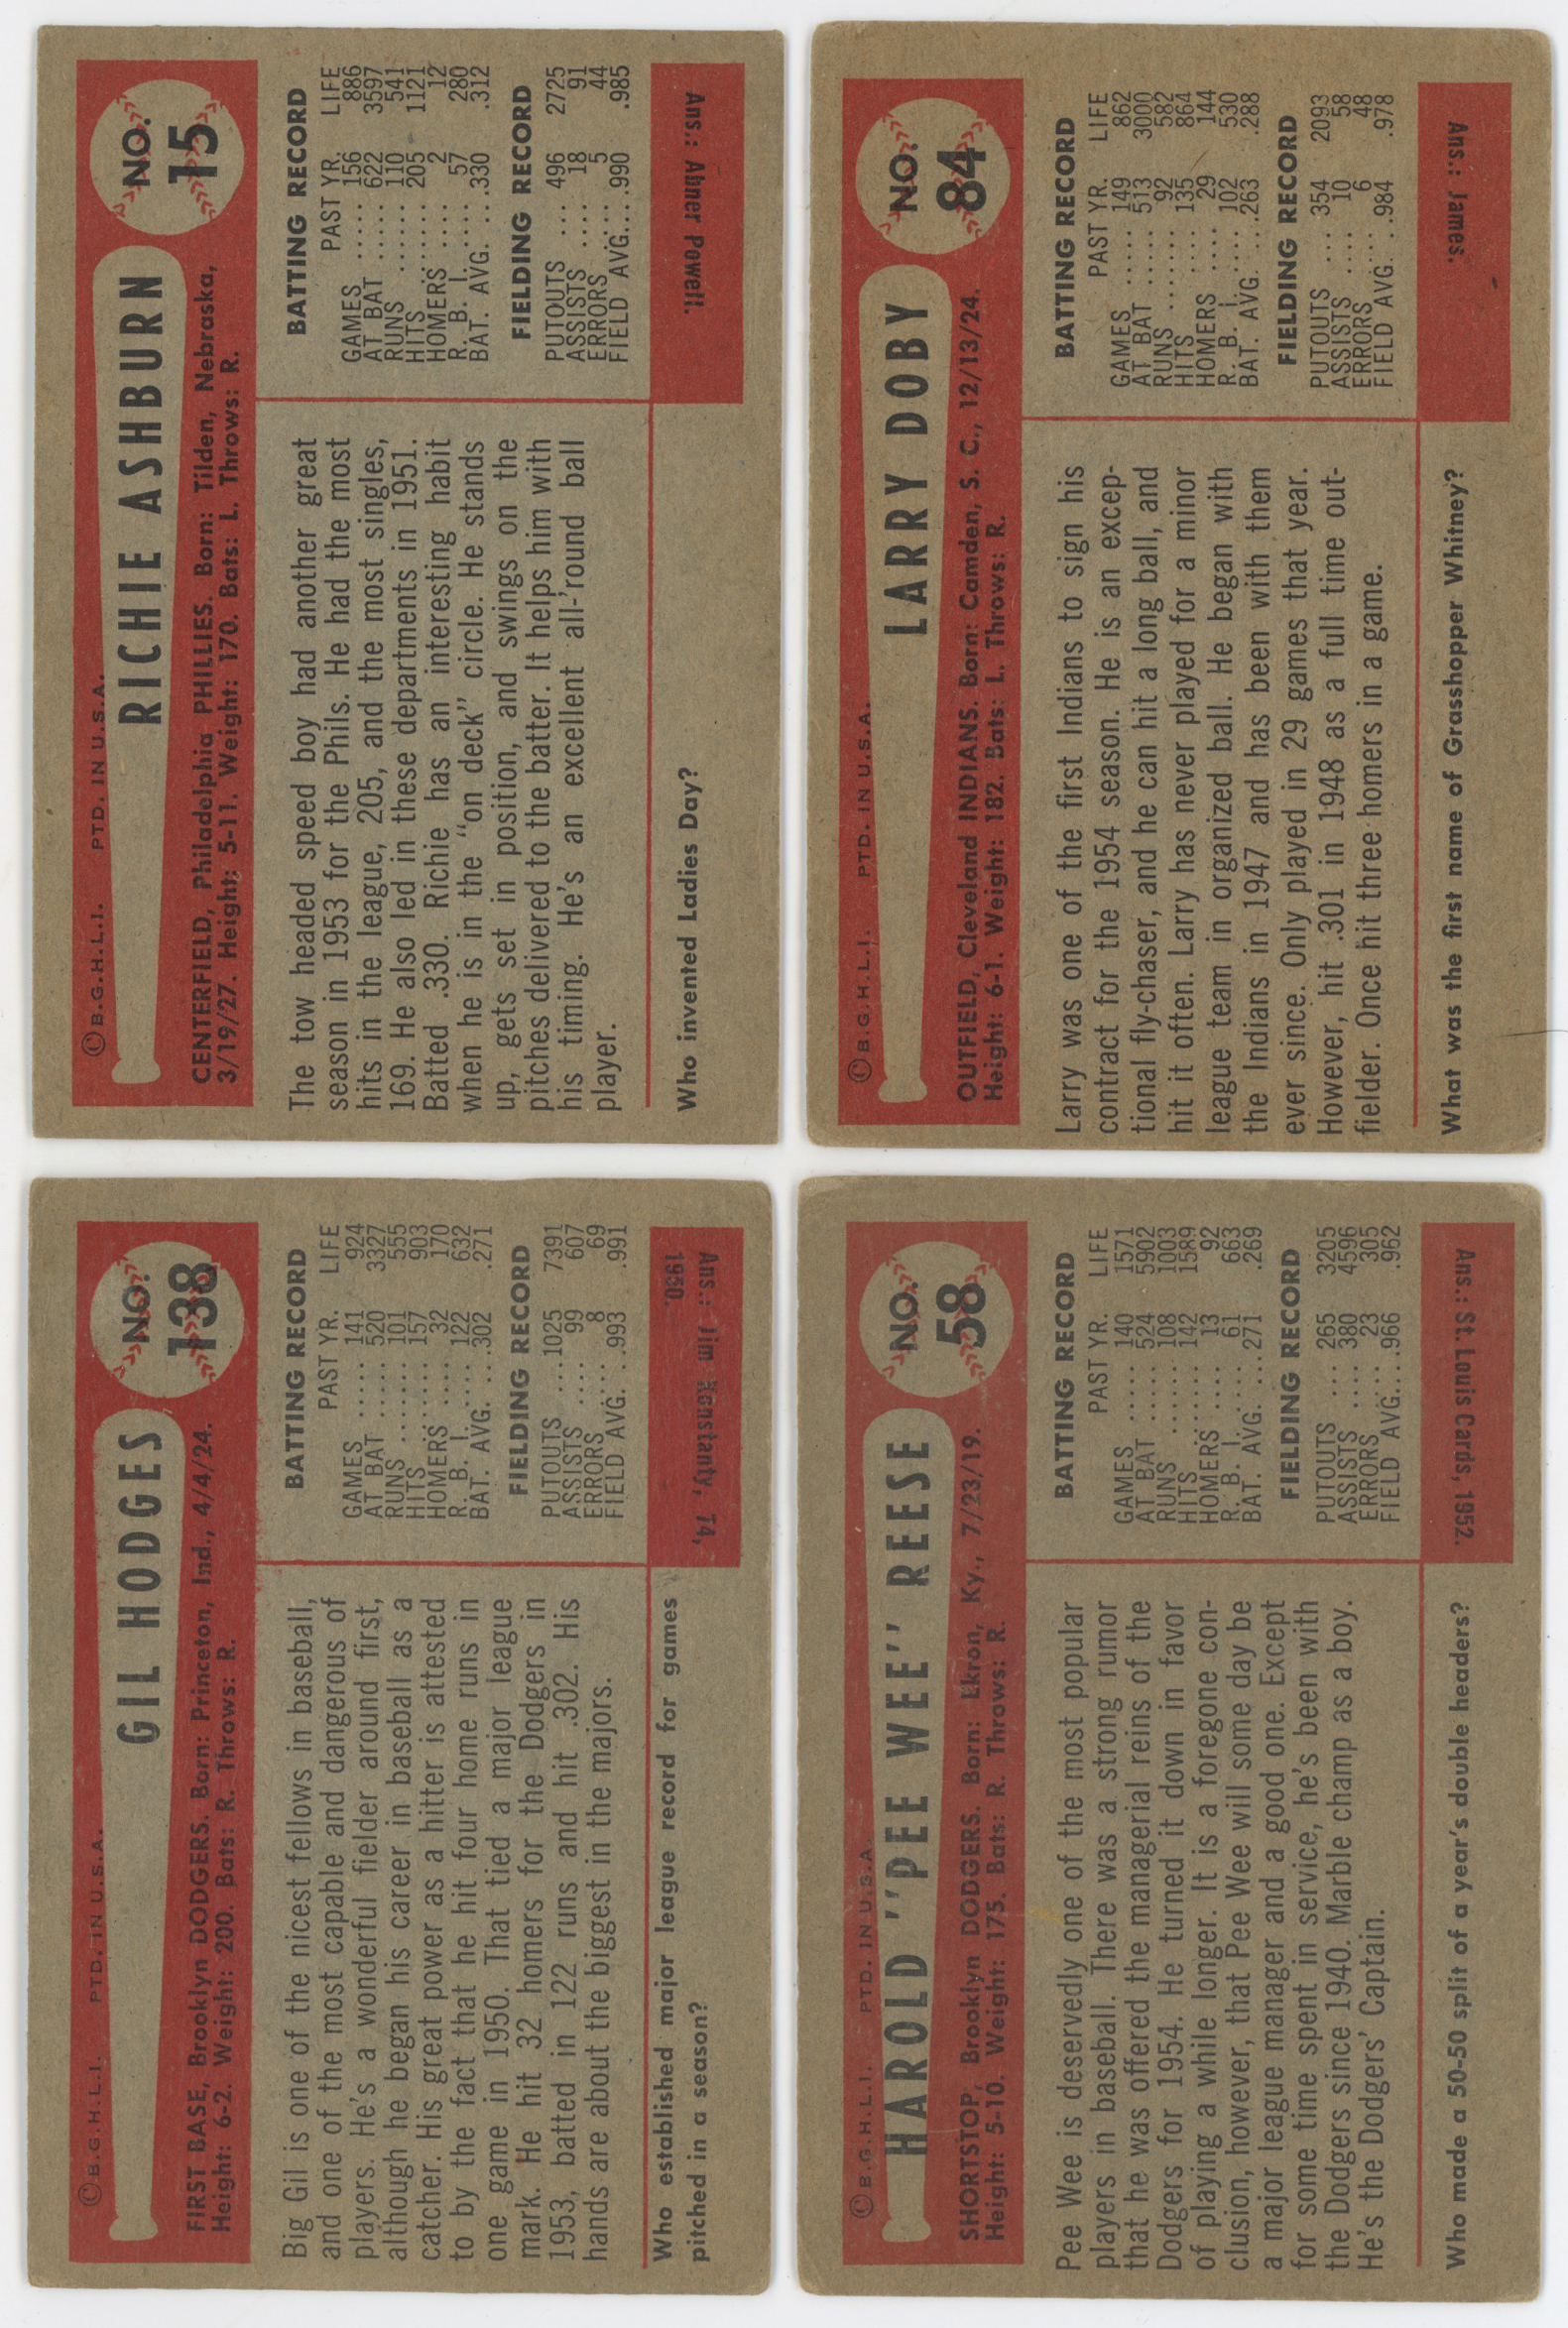 © B.G.H.L.I. PTD. IN U.S.A.
RICHIE ASHBURN
NO.
15
CENTERFIELD, Philadelphia PHILLIES. Born: Tilden, Nebraska,
3/19/27. Height: 5-11. Weight: 170. Bats: L. Throws: R.
The tow headed speed boy had another great
season in 1953 for the Phils. He had the most
hits in the league, 205, and the most singles,
169. He also led in these departments in 1951.
Batted .330. Richie has an interesting habit
when he is in the "on deck" circle. He stands
up, gets set in position, and swings on the
pitches delivered to the batter. It helps him with
his timing. He's an excellent all-'round ball
player.
BATTING RECORD
PAST YR. LIFE
GAMES ..... 156 886
AT BAT ..... 622 3597
RUNS ...... 110 541
HITS ...... 205 1121
HOMERS .... 2 12
R. B. I. .... 57 280
BAT. AVG. ...330 .312
FIELDING RECORD
PUTOUTS .... 496 2725
ASSISTS .... 18 91
ERRORS .... 5 44
FIELD AVG.... .990 .985
Who invented Ladies Day?
Ans.: Abner Powell.
© B.G.H.L.I. PTD. IN U.S.A.
LARRY DOBY
NO.
84
OUTFIELD, Cleveland INDIANS. Born: Camden, S. C., 12/13/24.
Height: 6-1. Weight: 182. Bats: L. Throws: R.
Larry was one of the first Indians to sign his
contract for the 1954 season. He is an excep-
tional fly-chaser, and he can hit a long ball, and
hit it often. Larry has never played for a minor
league team in organized ball. He began with
the Indians in 1947 and has been with them
ever since. Only played in 29 games that year.
However, hit .301 in 1948 as a full time out-
fielder. Once hit three homers in a game.
BATTING RECORD
PAST YR. LIFE
GAMES ..... 149 862
AT BAT ..... 513 3000
RUNS ....... 92 582
HITS ...... 135 864
HOMERS .... 29 144
R. B. I. .... 102 530
BAT. AVG. ...263 .288
FIELDING RECORD
PUTOUTS .... 354 2093
ASSISTS .... 10 58
ERRORS .... 6 48
FIELD AVG.... .984 .978
What was the first name of Grasshopper Whitney?
Ans.: James.
© B.G.H.L.I. PTD. IN U.S.A.
GIL HODGES
NO.
138
FIRST BASE, Brooklyn DODGERS. Born: Princeton, Ind., 4/4/24.
Height: 6-2. Weight: 200. Bats: R. Throws: R.
Big Gil is one of the nicest fellows in baseball,
and one of the most capable and dangerous of
players. He's a wonderful fielder around first,
although he began his career in baseball as a
catcher. His great power as a hitter is attested
to by the fact that he hit four home runs in
one game in 1950. That tied a major league
mark. He hit 32 homers for the Dodgers in
1953, batted in 122 runs and hit .302. His
hands are about the biggest in the majors.
BATTING RECORD
PAST YR. LIFE
GAMES ..... 141 924
AT BAT ..... 520 3327
RUNS ...... 101 555
HITS ...... 157 903
HOMERS .... 32 170
R. B. I. .... 122 632
BAT. AVG. ...302 .271
FIELDING RECORD
PUTOUTS ....1025 7391
ASSISTS .... 99 607
ERRORS .... 8 69
FIELD AVG.... .993 .991
Who established major league record for games
pitched in a season?
Ans.: Jim Konstanty, 74,
1950.
© B.G.H.L.I. PTD. IN U.S.A.
HAROLD "PEE WEE" REESE
NO.
58
SHORTSTOP, Brooklyn DODGERS. Born: Ekron, Ky., 7/23/19.
Height: 5-10. Weight: 175. Bats: R. Throws: R.
Pee Wee is deservedly one of the most popular
players in baseball. There was a strong rumor
that he was offered the managerial reins of the
Dodgers for 1954. He turned it down in favor
of playing a while longer. It is a foregone con-
clusion, however, that Pee Wee will some day be
a major league manager and a good one. Except
for some time spent in service, he's been with
the Dodgers since 1940. Marble champ as a boy.
He's the Dodgers' Captain.
BATTING RECORD
PAST YR. LIFE
GAMES ..... 140 1571
AT BAT ..... 524 5902
RUNS ...... 108 1003
HITS ...... 142 1589
HOMERS .... 13 92
R. B. I. .... 61 663
BAT. AVG. ...271 .269
FIELDING RECORD
PUTOUTS ... 265 3205
ASSISTS .... 380 4596
ERRORS .... 23 305
FIELD AVG.... .966 .962
Who made a 50-50 split of a year's double headers?
Ans.: St. Louis Cards, 1952.